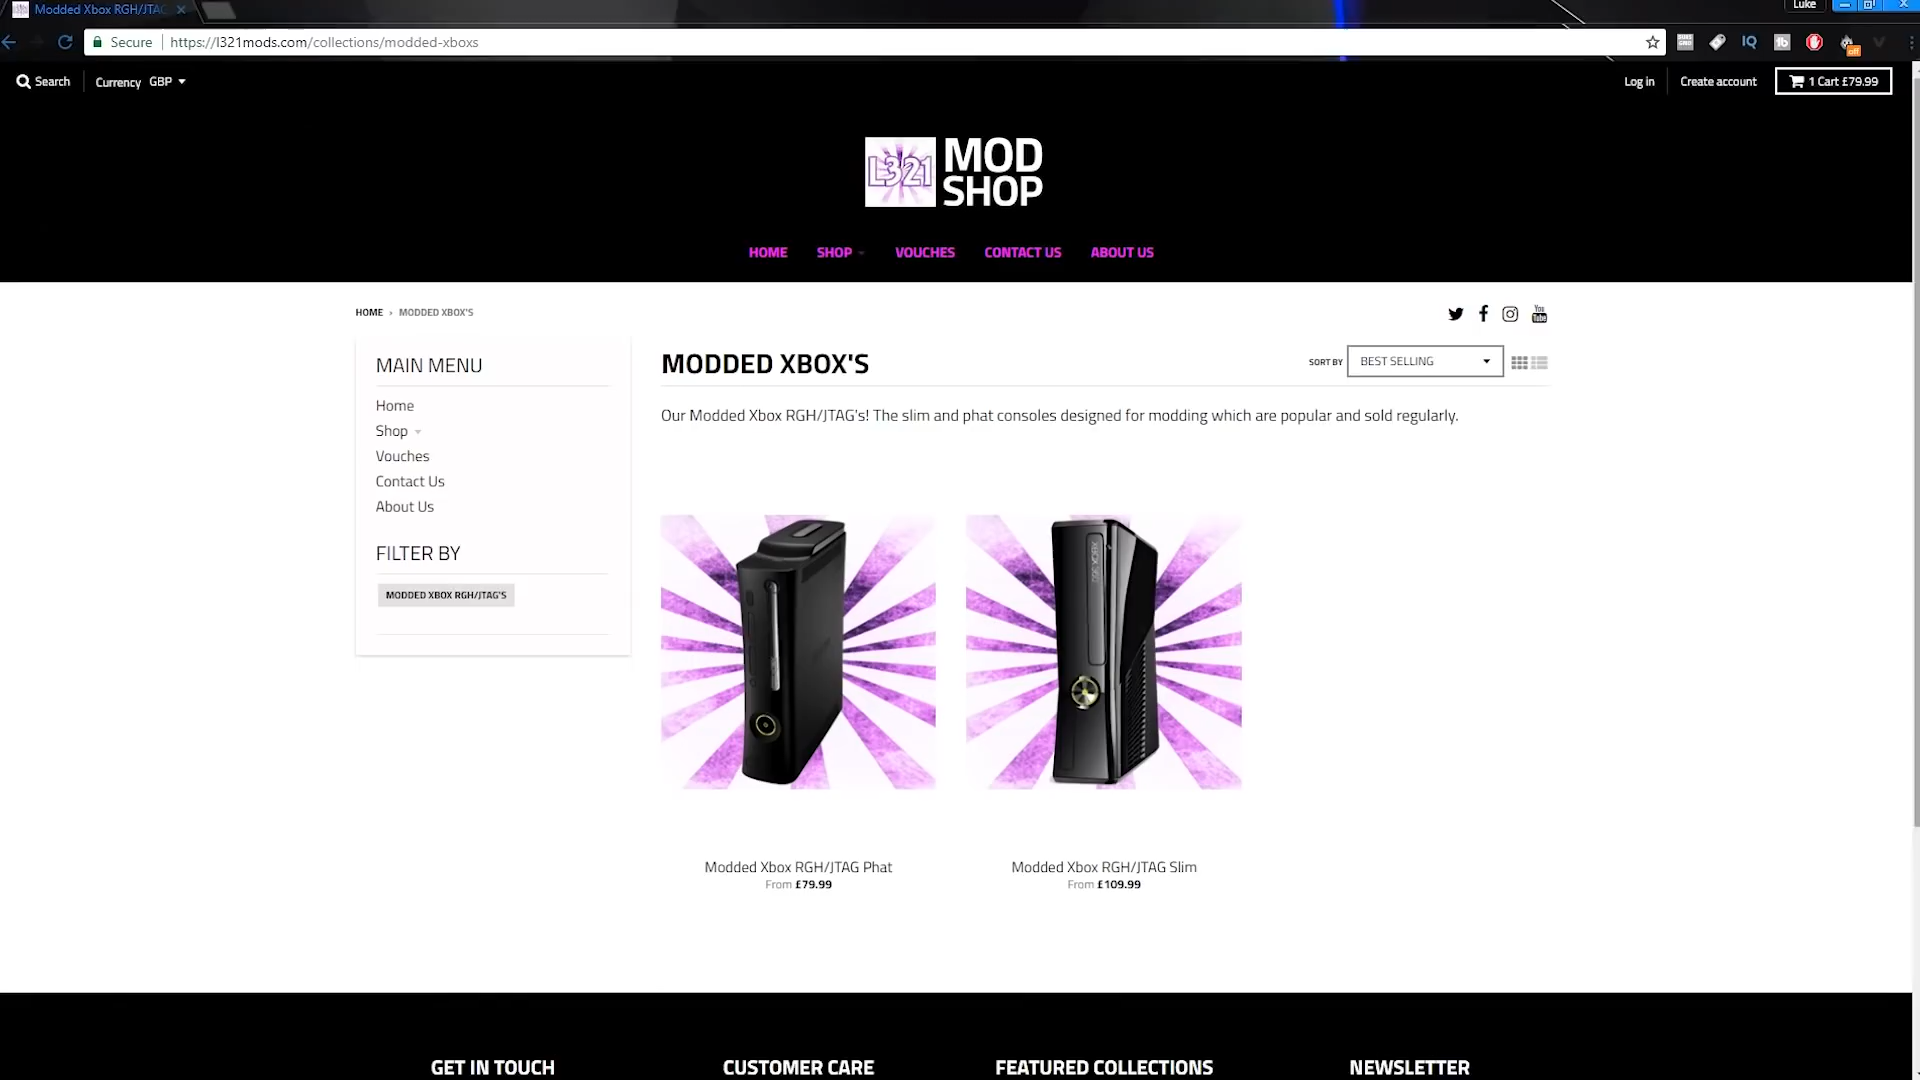 Modded Xbox RGH/JTAG
Luke
Secure
https://l321mods.com/collections/modded-xboxs
Search
Currency GBP
Log in
Create account
1 Cart £79.99
L321
MOD
SHOP
HOME
SHOP
VOUCHES
CONTACT US
ABOUT US
HOME › MODDED XBOX'S
You
Tube
MAIN MENU
Home
Shop
Vouches
Contact Us
About Us
FILTER BY
MODDED XBOX RGH/JTAG'S
MODDED XBOX'S
SORT BY
BEST SELLING
Our Modded Xbox RGH/JTAG's! The slim and phat consoles designed for modding which are popular and sold regularly.
XBOX 360
Modded Xbox RGH/JTAG Phat
From £79.99
Modded Xbox RGH/JTAG Slim
From £109.99
GET IN TOUCH
CUSTOMER CARE
FEATURED COLLECTIONS
NEWSLETTER